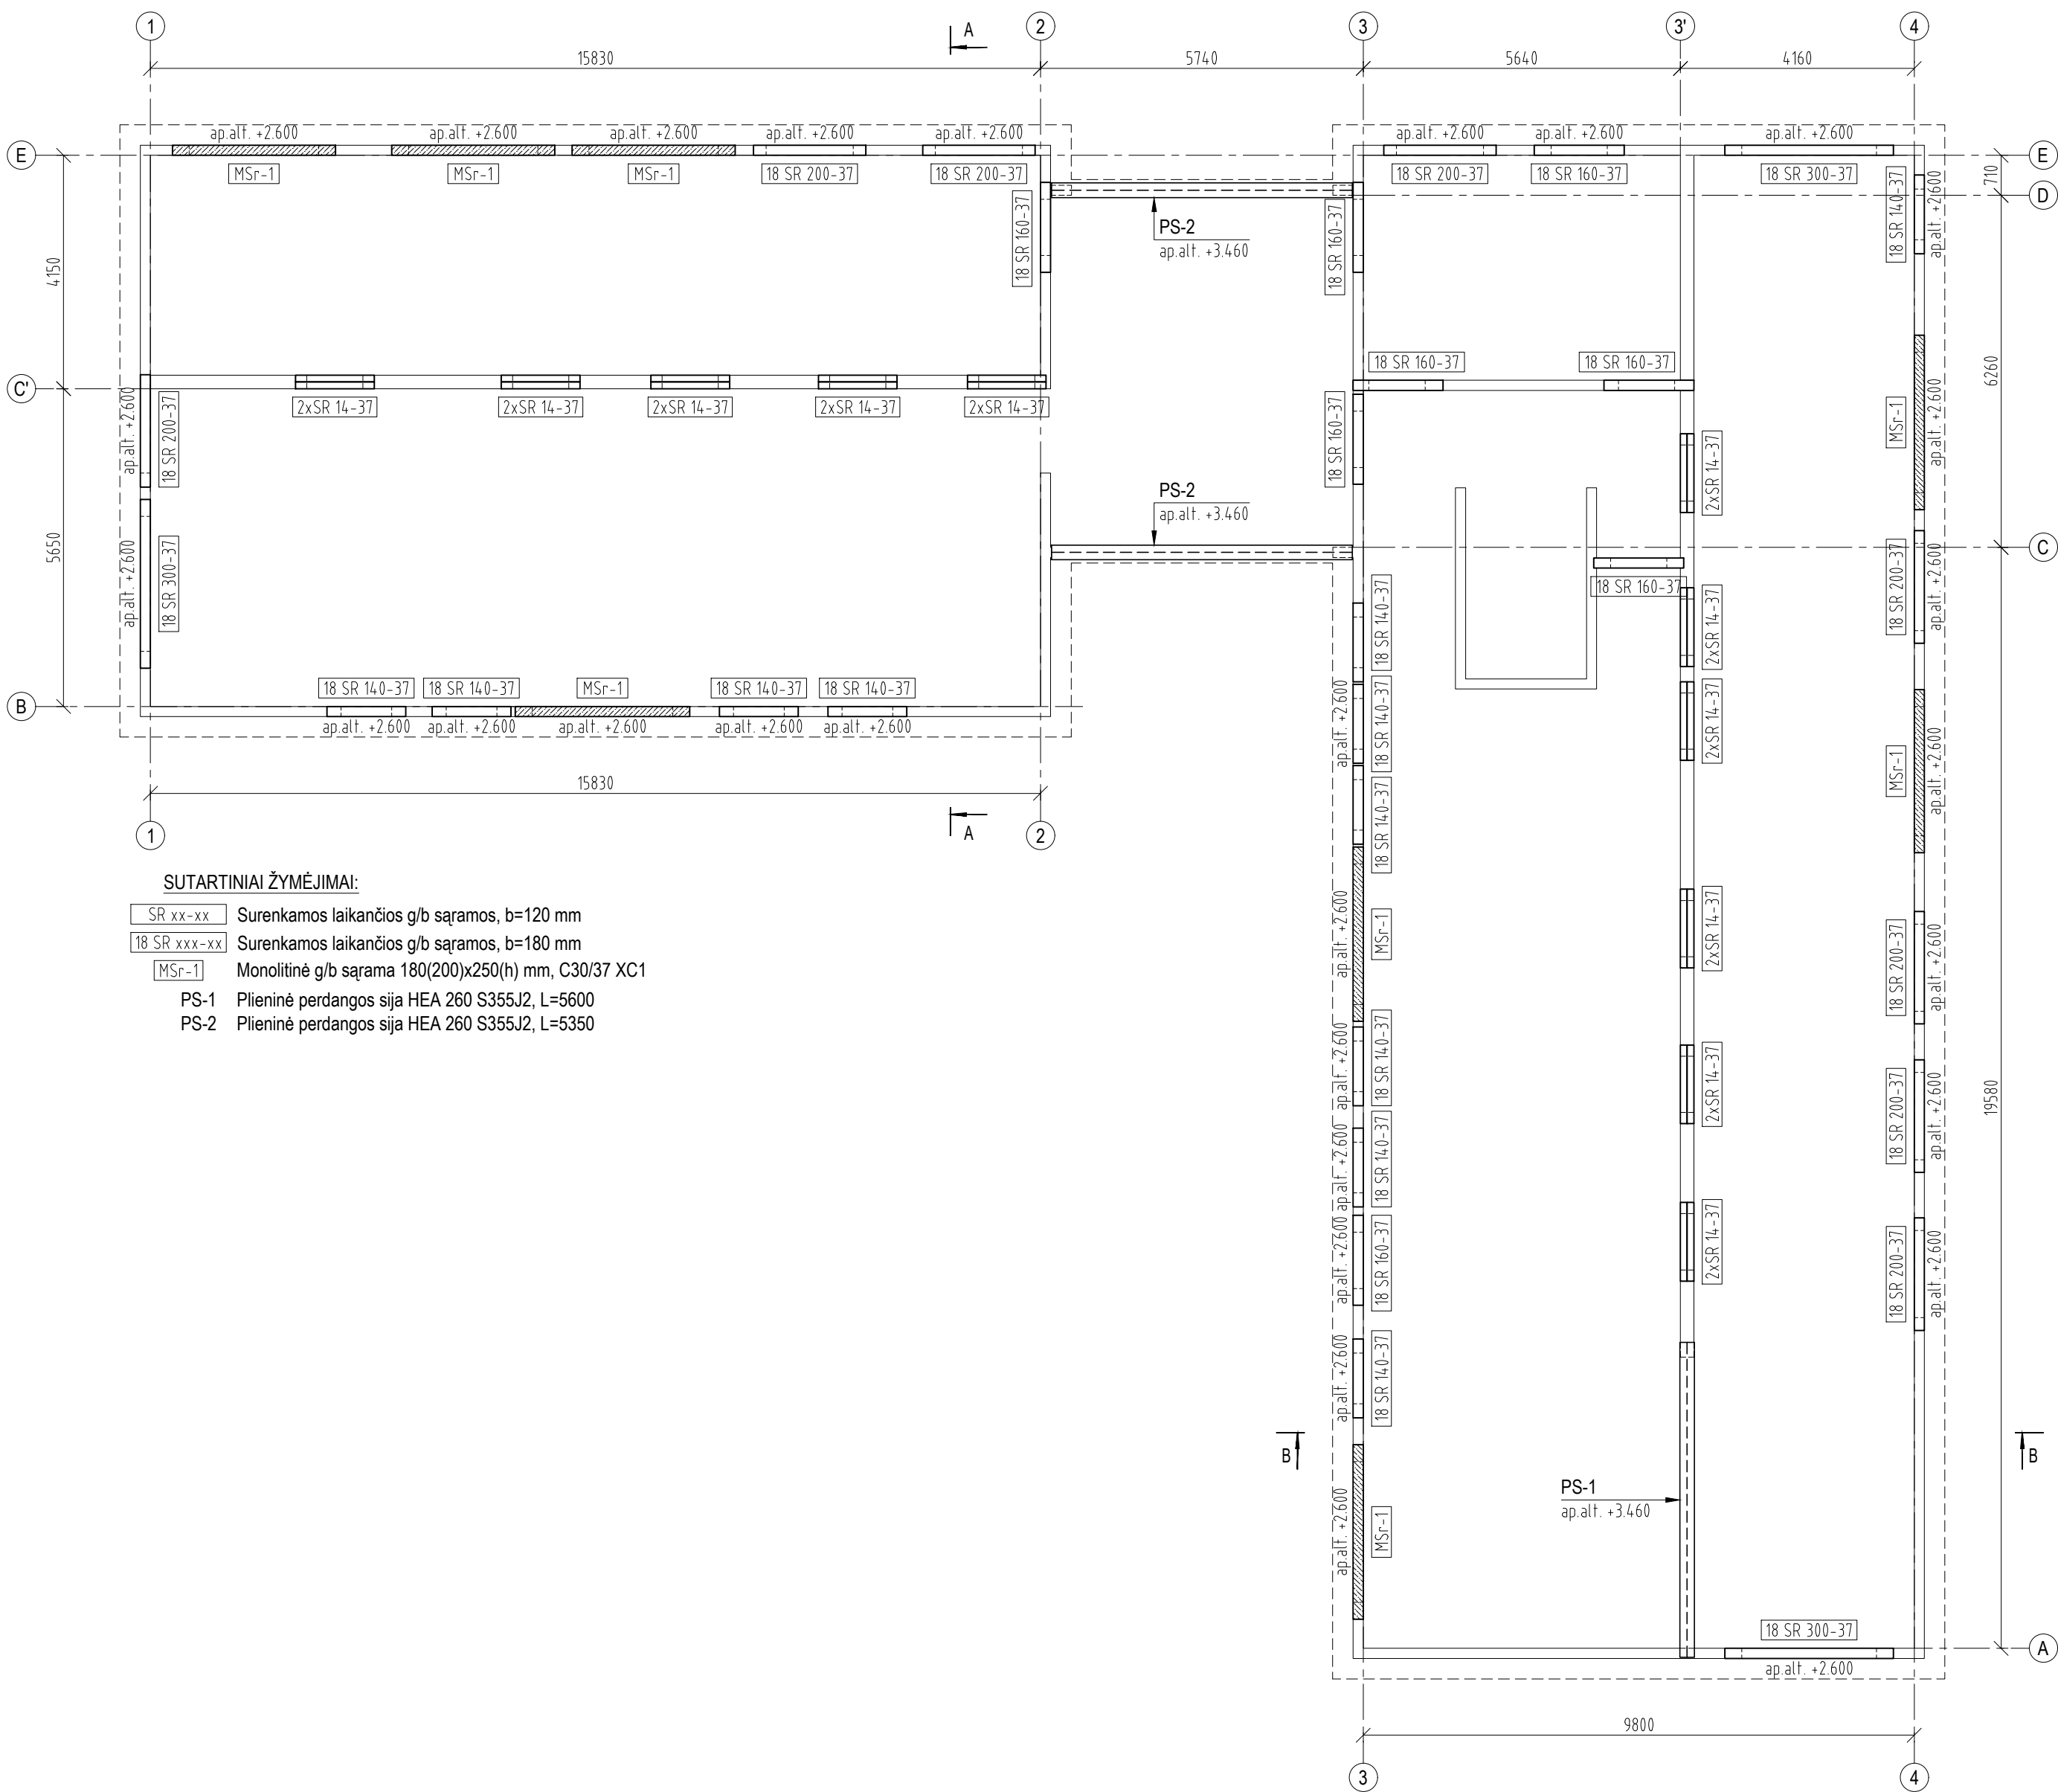 1
2
3
3'
4
A
15830
5740
5640
4160
ap.alt. +2.600
ap.alt. +2.600
ap.alt. +2.600
ap.alt. +2.600
ap.alt. +2.600
ap.alt. +2.600
ap.alt. +2.600
ap.alt. +2.600
E
E
MSr-1
MSr-1
MSr-1
18 SR 200-37
18 SR 200-37
18 SR 200-37
18 SR 160-37
18 SR 300-37
710
D
18 SR 140-37
ap.alt. +2.600
18 SR 160-37
18 SR 160-37
PS-2
ap.alt. +3.460
4150
6260
18 SR 160-37
18 SR 160-37
C'
2xSR 14-37
2xSR 14-37
2xSR 14-37
2xSR 14-37
2xSR 14-37
ap.alt. +2.600
18 SR 200-37
18 SR 160-37
MSr-1
ap.alt. +2.600
2xSR 14-37
PS-2
ap.alt. +3.460
C
5650
ap.alt. +2.600
18 SR 300-37
18 SR 160-37
18 SR 200-37
ap.alt. +2.600
18 SR 140-37
2xSR 14-37
18 SR 140-37
18 SR 140-37
MSr-1
18 SR 140-37
18 SR 140-37
B
ap.alt. +2.600
ap.alt. +2.600
ap.alt. +2.600
ap.alt. +2.600
ap.alt. +2.600
ap.alt. +2.600
18 SR 140-37
2xSR 14-37
MSr-1
ap.alt. +2.600
15830
18 SR 140-37
1
A
2
SUTARTINIAI ŽYMĖJIMAI:
SR xx-xx Surenkamos laikančios g/b sąramos, b=120 mm
18 SR xxx-xx Surenkamos laikančios g/b sąramos, b=180 mm
MSr-1 Monolitinė g/b sąrama 180(200)x250(h) mm, C30/37 XC1
PS-1 Plieninė perdangos sija HEA 260 S355J2, L=5600
PS-2 Plieninė perdangos sija HEA 260 S355J2, L=5350
ap.alt. +2.600
MSr-1
2xSR 14-37
18 SR 200-37
ap.alt. +2.600
ap.alt. +2.600
18 SR 140-37
2xSR 14-37
18 SR 200-37
ap.alt. +2.600
19580
ap.alt. +2.600
18 SR 140-37
ap.alt. +2.600
18 SR 160-37
2xSR 14-37
18 SR 200-37
ap.alt. +2.600
ap.alt. +2.600
18 SR 140-37
B
B
PS-1
ap.alt. +3.460
ap.alt. +2.600
MSr-1
18 SR 300-37
A
ap.alt. +2.600
9800
3
4